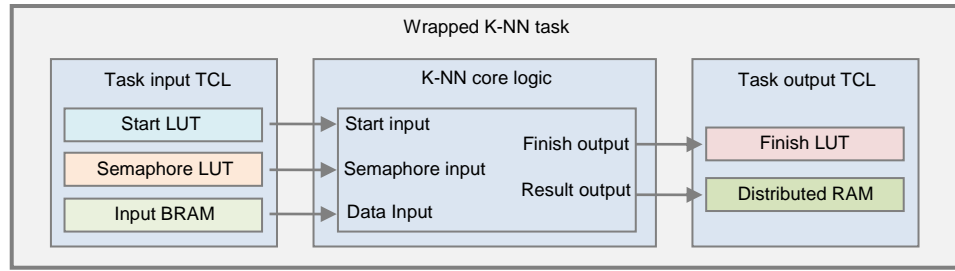 Wrapped K-NN task
Task input TCL
Start LUT
Semaphore LUT
Input BRAM
K-NN core logic
Start input
Semaphore input
Data Input
Finish output
Result output
Task output TCL
Finish LUT
Distributed RAM